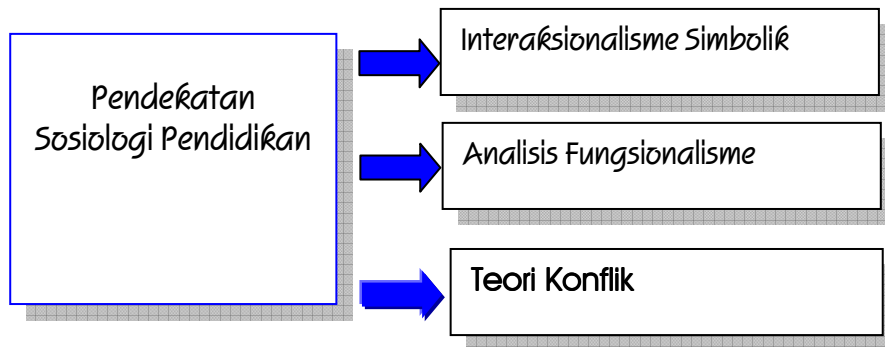 Pendekatan
Sosiologi Pendidikan
Interaksionalisme Simbolik
Analisis Fungsionalisme
Teori Konflik